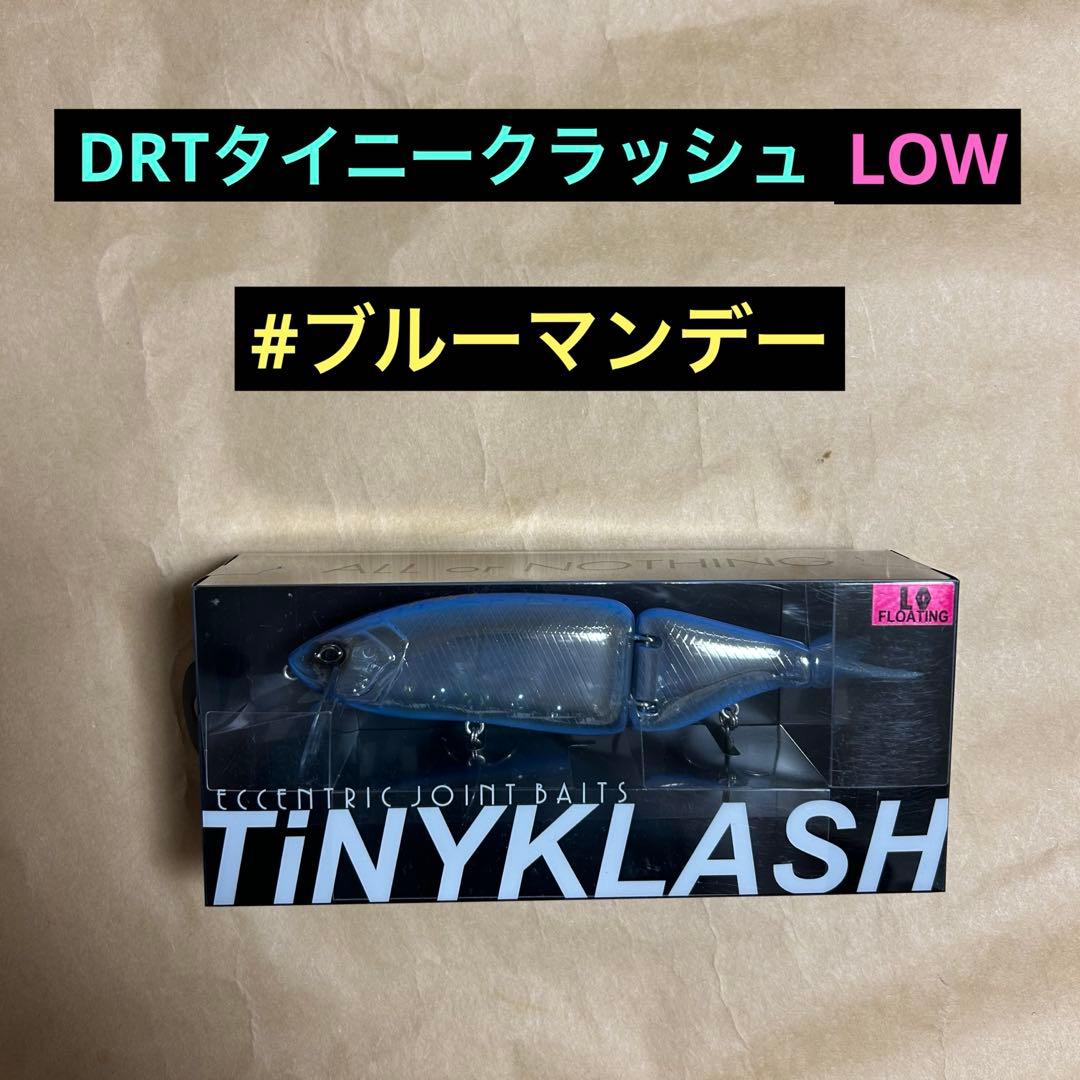 DRTタイニークラッシュ LOW
#ブルーマンデー
ALL OR NOTHING
LO
FLOATING
ECCENTRIC JOINT BAITS
TiNYKLASH